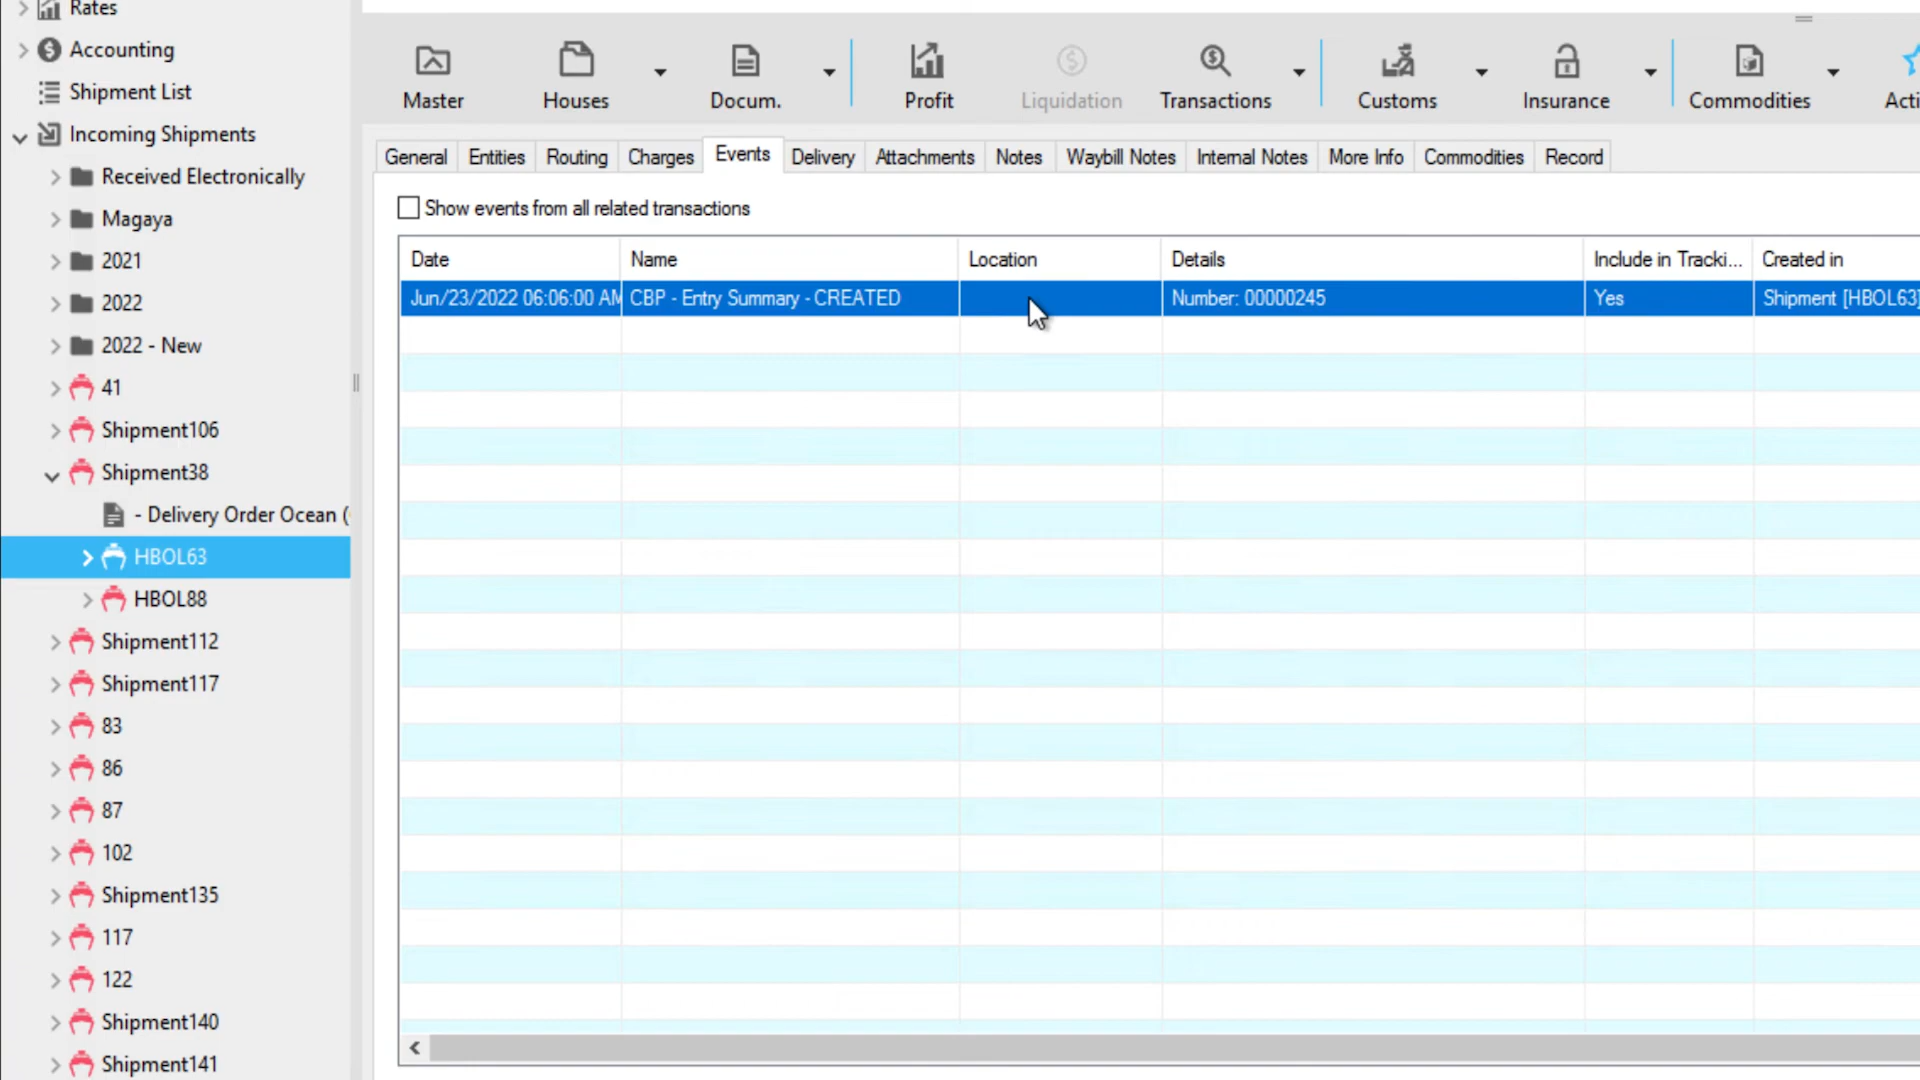 Rates
Accounting
Shipment List
Incoming Shipments
Received Electronically
Magaya
2021
2022
2022 - New
41
Shipment106
Shipment38
- Delivery Order Ocean (
HBOL63
HBOL88
Shipment112
Shipment117
83
86
87
102
Shipment135
117
122
Shipment140
Shipment141
Master Houses Docum. Profit Liquidation Transactions Customs Insurance Commodities Acti
General Entities Routing Charges Events Delivery Attachments Notes Waybill Notes Internal Notes More Info Commodities Record
Show events from all related transactions
Date Name Location Details Include in Tracki... Created in
Jun/23/2022 06:06:00 AM CBP - Entry Summary - CREATED Number: 00000245 Yes Shipment [HBOL63]